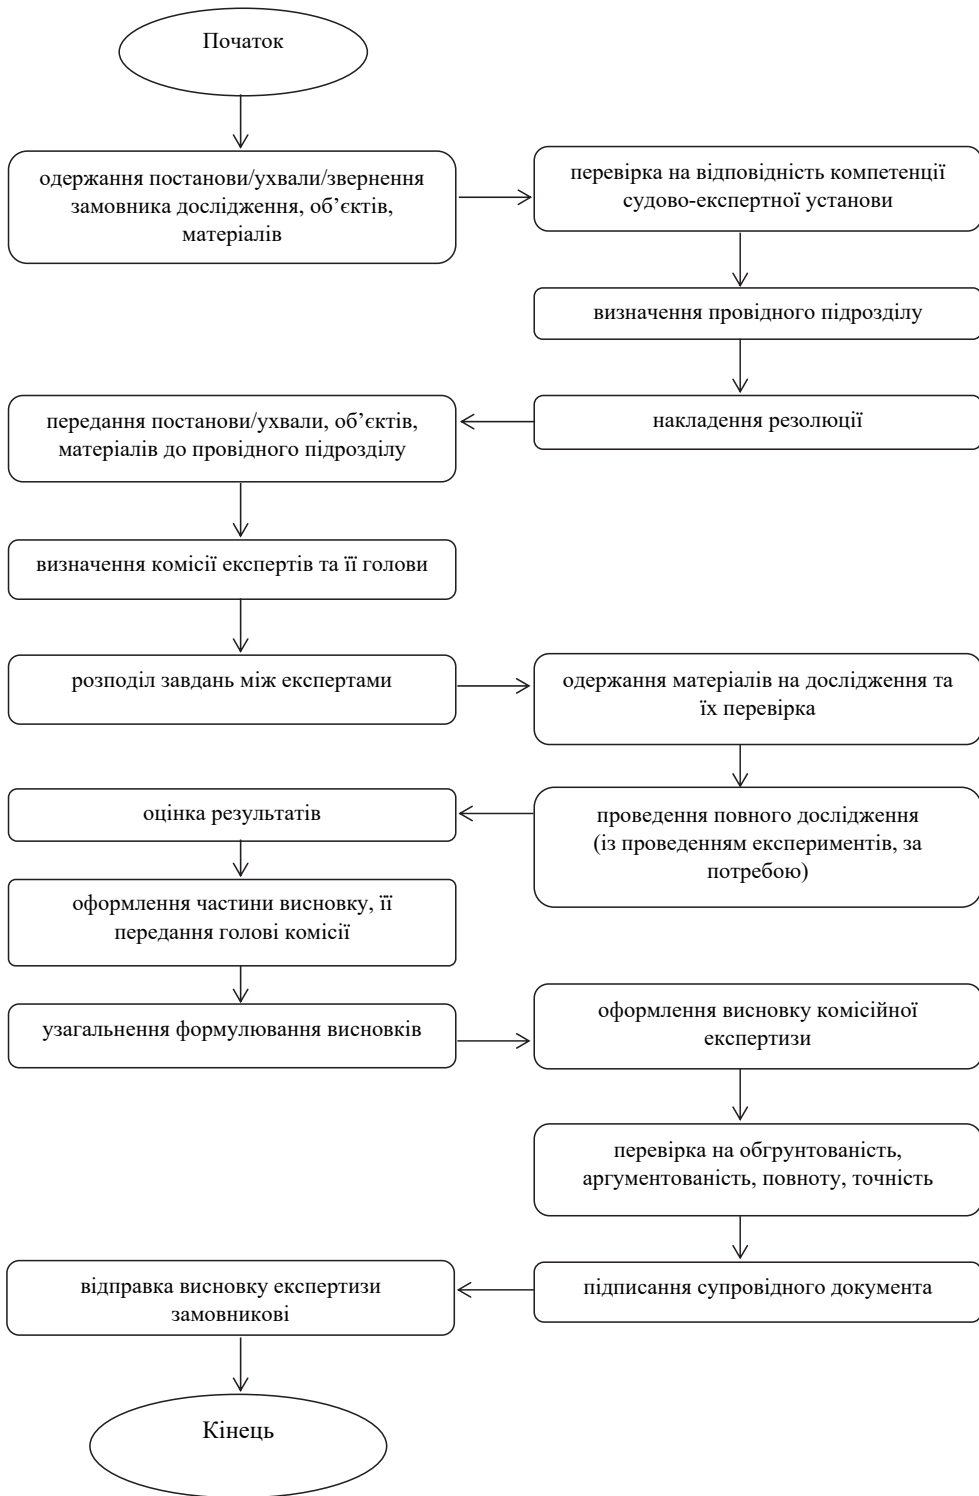 Початок
одержання постанови/ухвали/звернення
замовника дослідження, об’єктів,
матеріалів
перевірка на відповідність компетенції
судово-експертної установи
визначення провідного підрозділу
накладення резолюції
передання постанови/ухвали, об’єктів,
матеріалів до провідного підрозділу
визначення комісії експертів та її голови
розподіл завдань між експертами
одержання матеріалів на дослідження та
їх перевірка
проведення повного дослідження
(із проведенням експериментів, за
потребою)
оцінка результатів
оформлення частини висновку, її
передання голові комісії
узагальнення формулювання висновків
оформлення висновку комісійної
експертизи
перевірка на обгрунтованість,
аргументованість, повноту, точність
підписання супровідного документа
відправка висновку експертизи
замовникові
Кінець